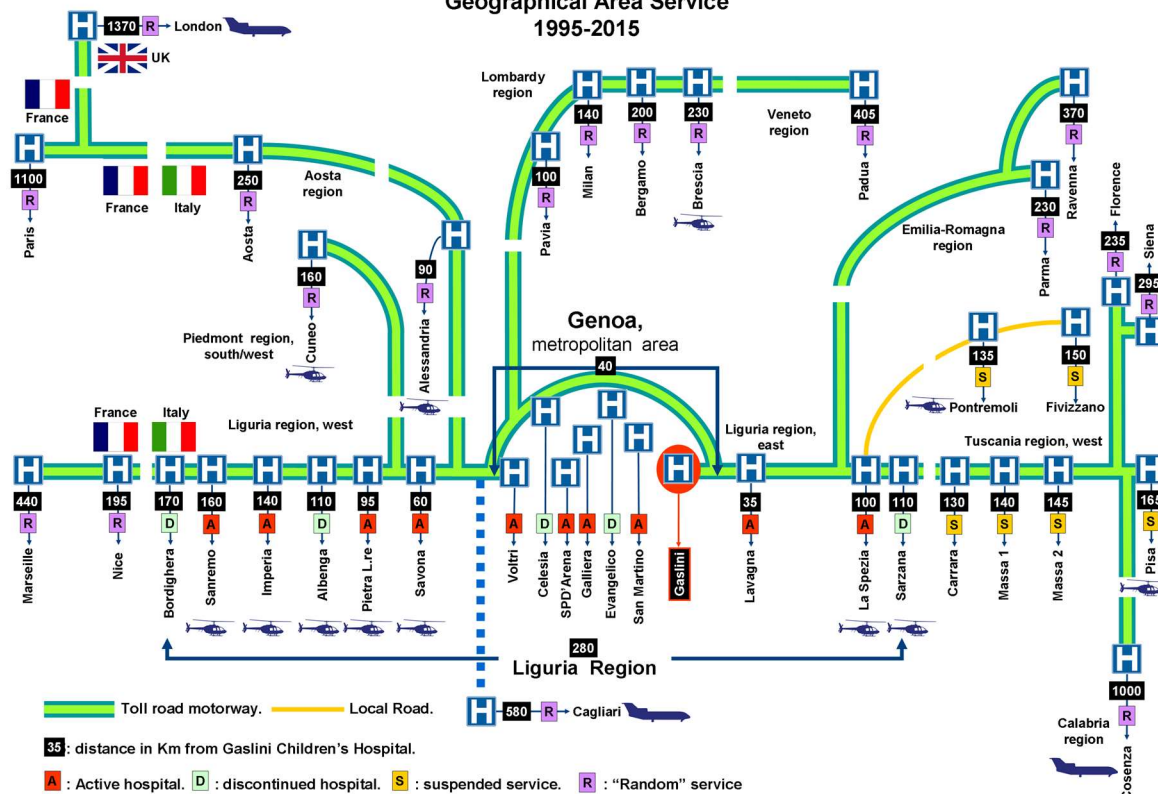 Geographical Area Service
1995-2015
H 1370 R London
UK
France
H H
1100 250
R R
Paris Aosta
France Italy
Aosta
region
H
90
R
Alessandria
H
160
R
Cuneo
Piedmont region,
south/west
Lombardy
region
H H H H
140 200 230 405
R R R R
Milan Bergamo Brescia Padua
Veneto
region
H
100
R
Pavia
H
370
R
Ravenna
H
230
R
Parma
Emilia-Romagna
region
Florence
235
R
H
Siena
295
R
H
Genoa,
metropolitan area
40
H H
135 150
S S
Pontremoli Fivizzano
France Italy
Liguria region, west
Liguria region,
east
Tuscania region, west
H H H H H H H H
440 195 170 160 140 110 95 60
R R D A A D A A
Marseille Nice Bordighera Sanremo Imperia Albenga Pietra L.re Savona
H H H H H H H
A D A A D A
Voltri Celesia SPD'Arena Galliera Evangelico San Martino Gaslini
H H H H H H H
35 100 110 130 140 145 165
A A D S S S S
Lavagna La Spezia Sarzana Carrara Massa 1 Massa 2 Pisa
280
Liguria Region
H 580 R Cagliari
H
1000
R
Cosenza
Calabria
region
Toll road motorway. Local Road.
35 : distance in Km from Gaslini Children's Hospital.
A : Active hospital. D : discontinued hospital. S : suspended service. R : “Random” service